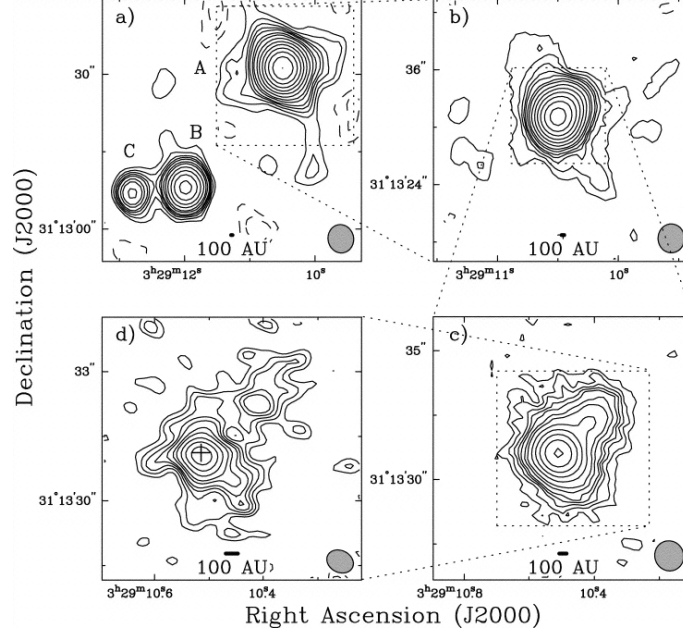 a)
A
30"
B
C
31°13'00"
100 AU
3ʰ29ᵐ12ˢ
10ˢ
b)
36"
31°13'24"
100 AU
3ʰ29ᵐ11ˢ
10ˢ
d)
33"
31°13'30"
100 AU
3ʰ29ᵐ10ˢ.6
10ˢ.4
c)
35"
31°13'30"
100 AU
3ʰ29ᵐ10ˢ.8
10ˢ.4
Declination (J2000)
Right Ascension (J2000)